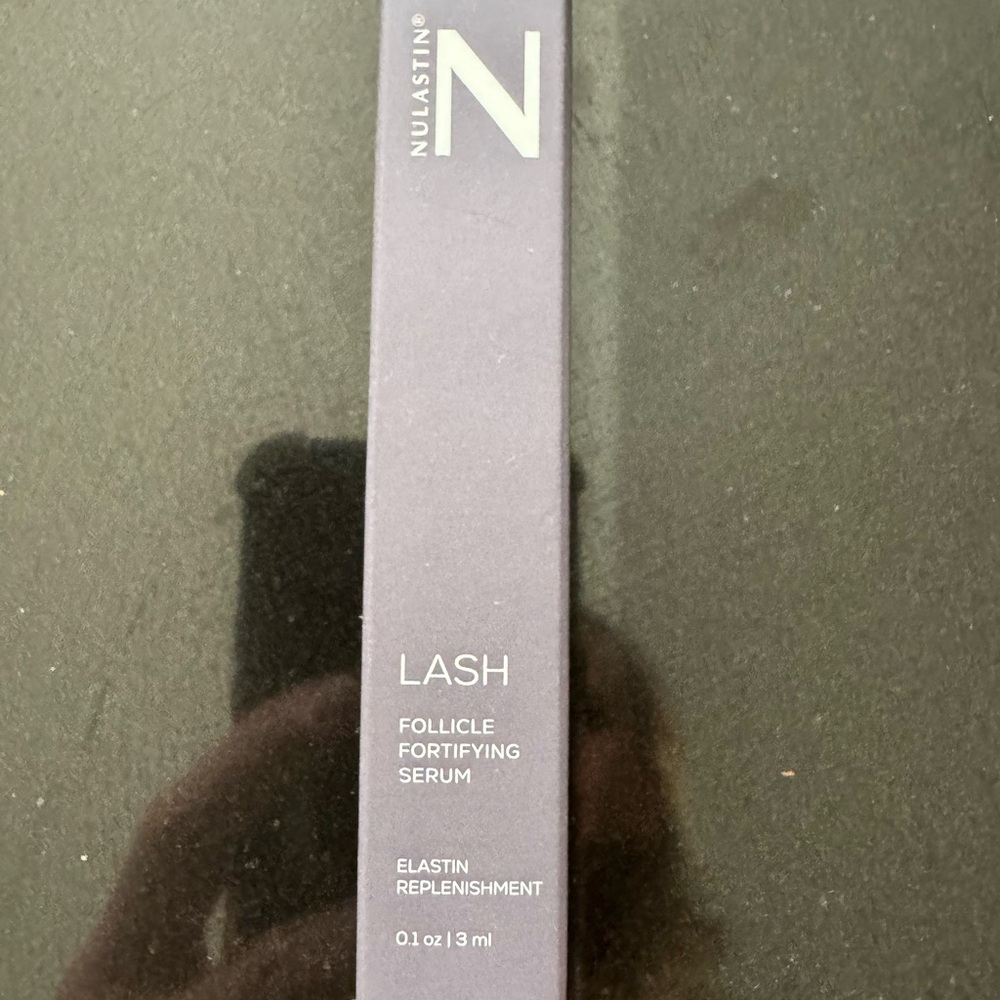 NULASTIN®
N
LASH
FOLLICLE
FORTIFYING
SERUM
ELASTIN
REPLENISHMENT
0.1 oz | 3 ml